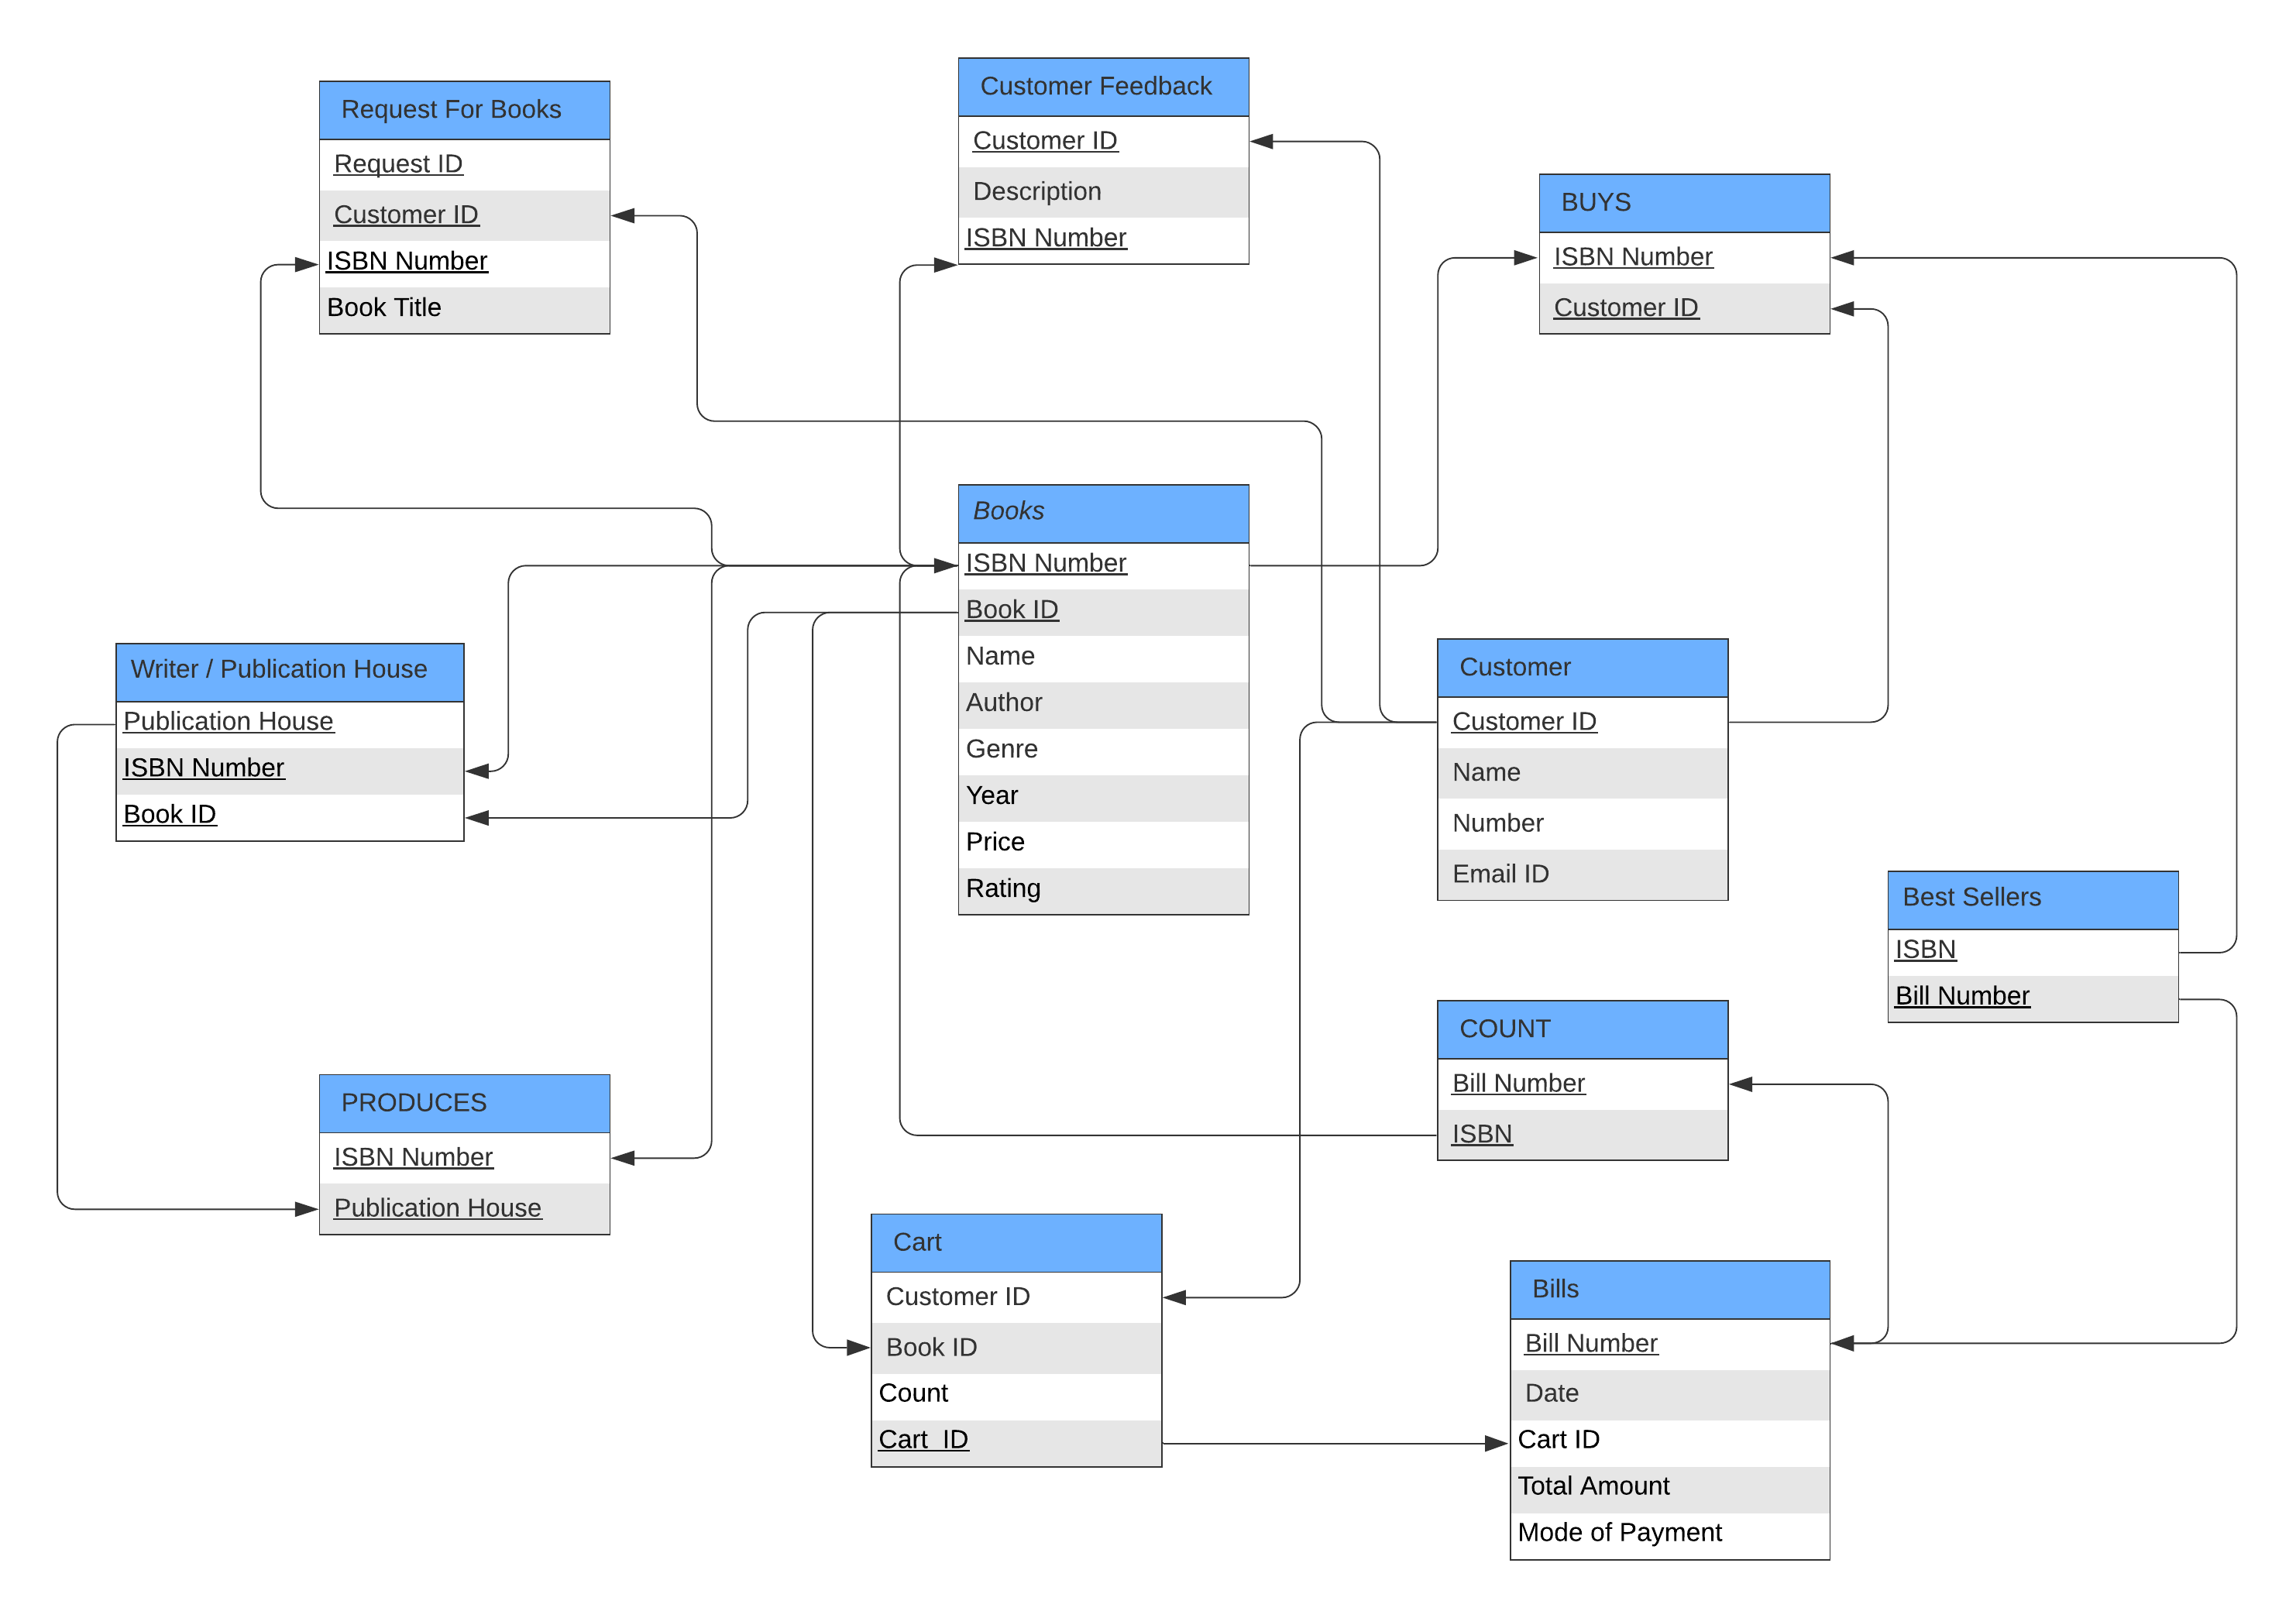 Request For Books
Request ID
Customer ID
ISBN Number
Book Title
Customer Feedback
Customer ID
Description
ISBN Number
BUYS
ISBN Number
Customer ID
Books
ISBN Number
Book ID
Name
Author
Genre
Year
Price
Rating
Writer / Publication House
Publication House
ISBN Number
Book ID
Customer
Customer ID
Name
Number
Email ID
Best Sellers
ISBN
Bill Number
COUNT
Bill Number
ISBN
PRODUCES
ISBN Number
Publication House
Cart
Customer ID
Book ID
Count
Cart_ID
Bills
Bill Number
Date
Cart ID
Total Amount
Mode of Payment